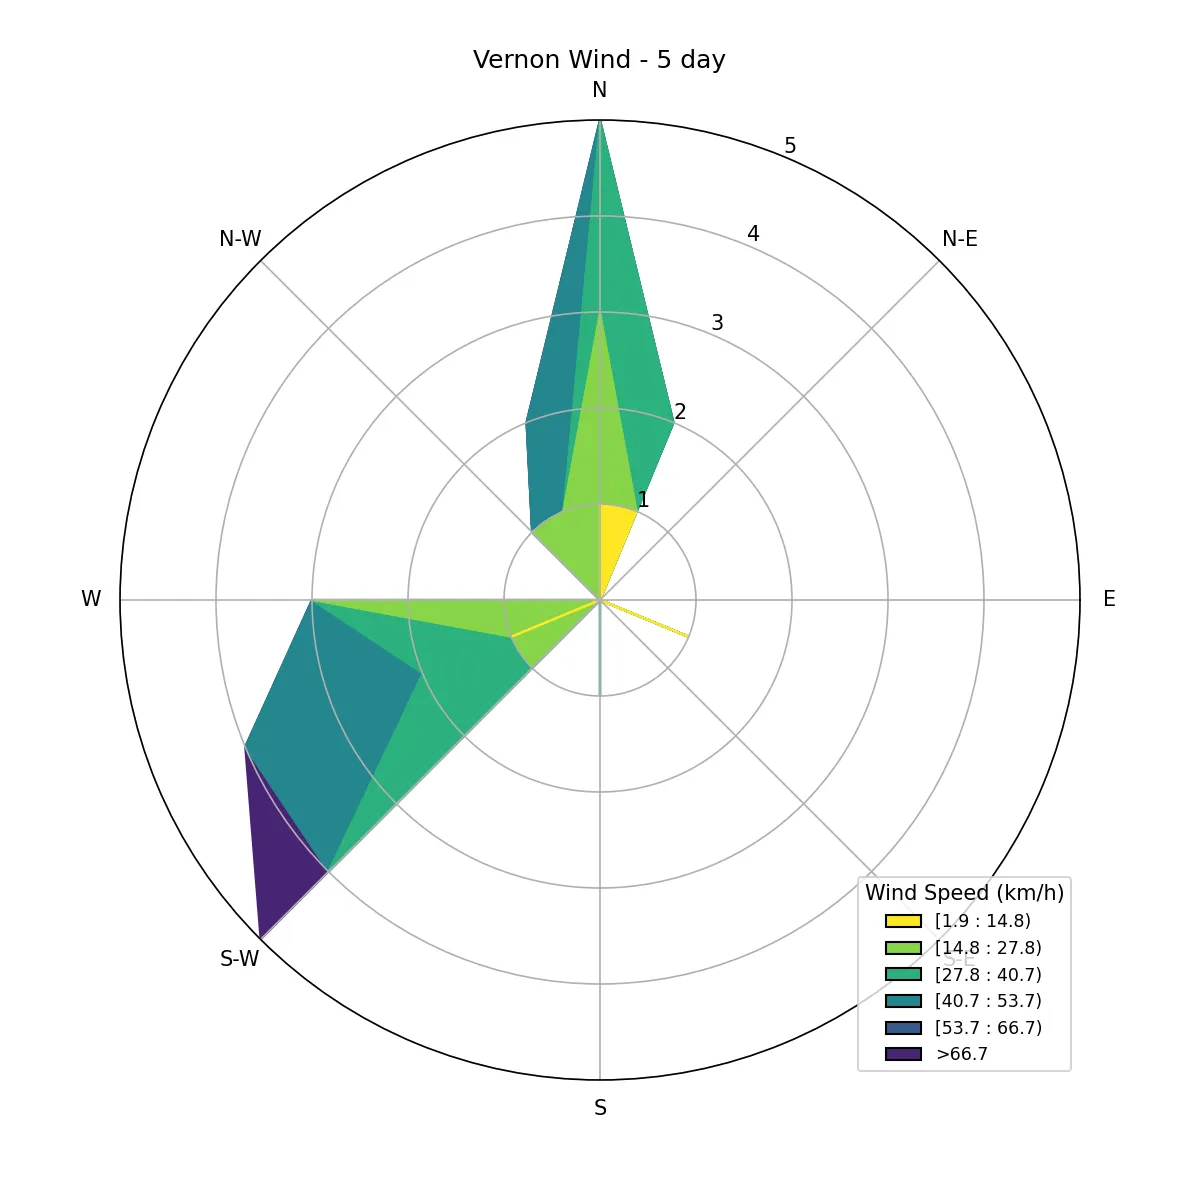 Vernon Wind - 5 day
N
5
N-W
N-E
4
3
2
1
W
E
S-W
S-E
S
Wind Speed (km/h)
[1.9 : 14.8)
[14.8 : 27.8)
[27.8 : 40.7)
[40.7 : 53.7)
[53.7 : 66.7)
>66.7